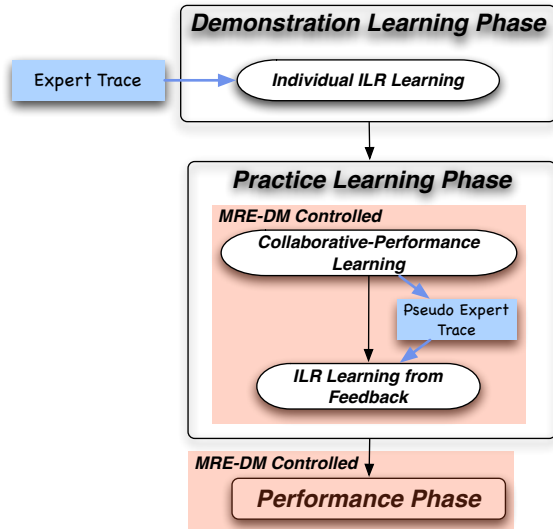 Demonstration Learning Phase
Expert Trace
Individual ILR Learning
Practice Learning Phase
MRE-DM Controlled
Collaborative-Performance
Learning
Pseudo Expert
Trace
ILR Learning from
Feedback
MRE-DM Controlled
Performance Phase